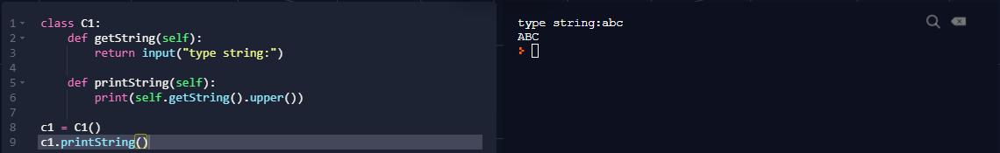 1 class C1:
2     def getString(self):
3         return input("type string:")
4
5     def printString(self):
6         print(self.getString().upper())
7
8 c1 = C1()
9 c1.printString()
type string:abc
ABC